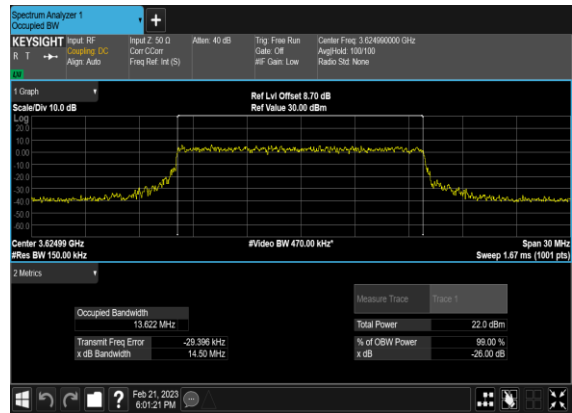 Spectrum Analyzer 1
Occupied BW
+
KEYSIGHT Input: RF Input Z: 50 Ω Atten: 40 dB Trig: Free Run Center Freq: 3.624990000 GHz
R T Coupling: DC Corr CCorr Gate: Off Avg|Hold: 100/100
Align: Auto Freq Ref: Int (S) #IF Gain: Low Radio Std: None
1 Graph Ref Lvl Offset 8.70 dB
Scale/Div 10.0 dB Ref Value 30.00 dBm
Log
20.0
10.0
0.00
-10.0
-20.0
-30.0
-40.0
-50.0
-60.0
Center 3.62499 GHz #Video BW 470.00 kHz* Span 30 MHz
#Res BW 150.00 kHz Sweep 1.67 ms (1001 pts)
2 Metrics
Measure Trace Trace 1
Occupied Bandwidth
13.622 MHz Total Power 22.0 dBm
Transmit Freq Error -29.396 kHz % of OBW Power 99.00 %
x dB Bandwidth 14.50 MHz x dB -26.00 dB
? Feb 21, 2023
6:01:21 PM